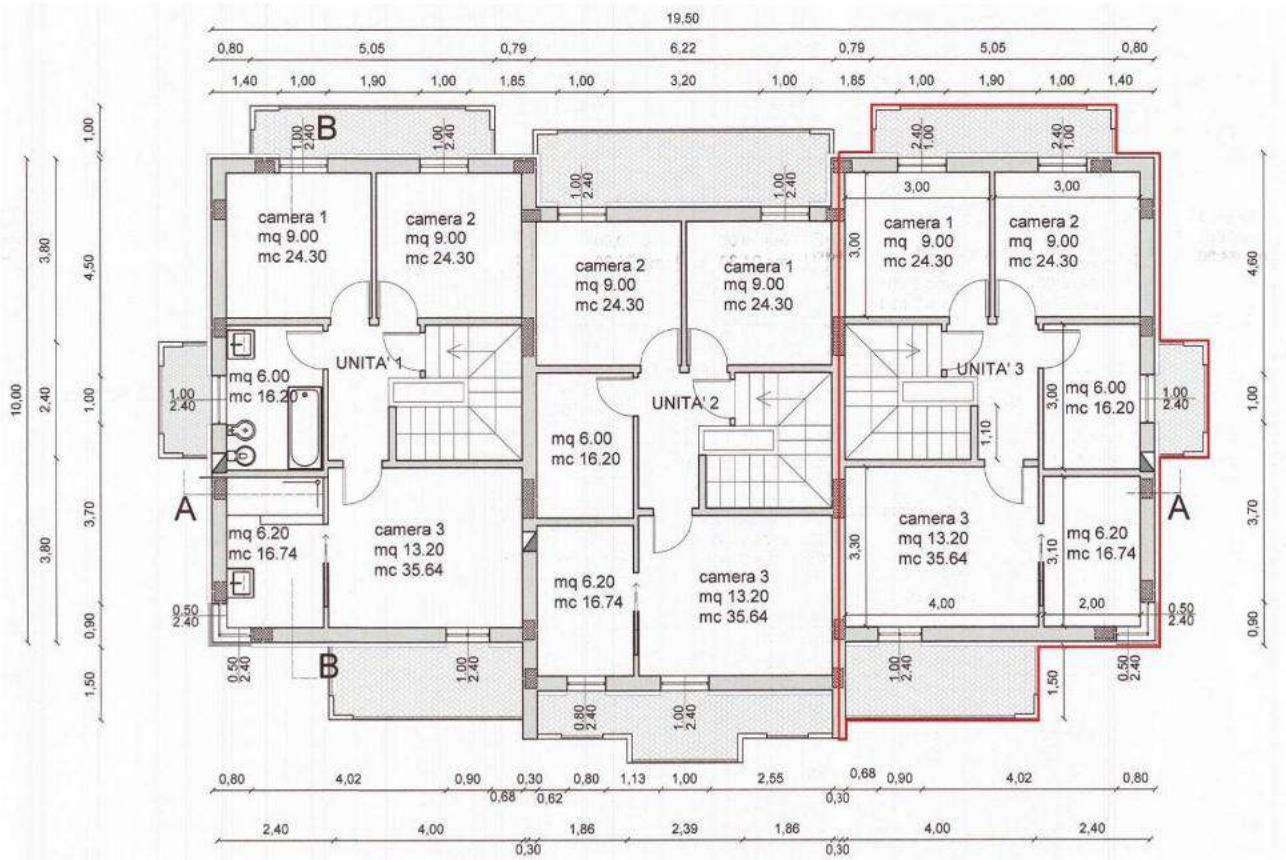 19,50
0,80 5,05 0,79 6,22 0,79 5,05 0,80
1,40 1,00 1,90 1,00 1,85 1,00 3,20 1,00 1,65 1,00 1,90 1,00 1,40
1,00
B
1.00
2.40
1.00
2.40
1.00
2.40
1.00
2.40
2.40
1.00
2.40
1.00
10,00
3,80
2,40
3,80
4,50
1,00
3,70
0,90
1,50
camera 1
mq 9.00
mc 24.30
camera 2
mq 9.00
mc 24.30
camera 2
mq 9.00
mc 24.30
camera 1
mq 9.00
mc 24.30
3,00
3,00
3,00
camera 1
mq 9.00
mc 24.30
camera 2
mq 9.00
mc 24.30
4,60
1,00
3,70
0,90
UNITA' 1
mq 6.00
mc 16.20
1.00
2.40
UNITA' 2
mq 6.00
mc 16.20
UNITA' 3
mq 6.00
mc 16.20
3,00
1,10
1.00
2.40
A
A
mq 6.20
mc 16.74
camera 3
mq 13.20
mc 35.64
mq 6.20
mc 16.74
camera 3
mq 13.20
mc 35.64
camera 3
mq 13.20
mc 35.64
3,30
4,00
mq 6.20
mc 16.74
3,10
2,00
0.50
2.40
0.50
2.40
0.50
2.40
B
1.00
2.40
0.80
2.40
1.00
2.40
1.00
2.40
0.50
2.40
1,50
0,80 4,02 0,90 0,30 0,80 1,13 1,00 2,55 0,68 0,90 4,02 0,80
0,68 0,62 0,30
2,40 4,00 1,86 2,39 1,86 4,00 2,40
0,30 0,30